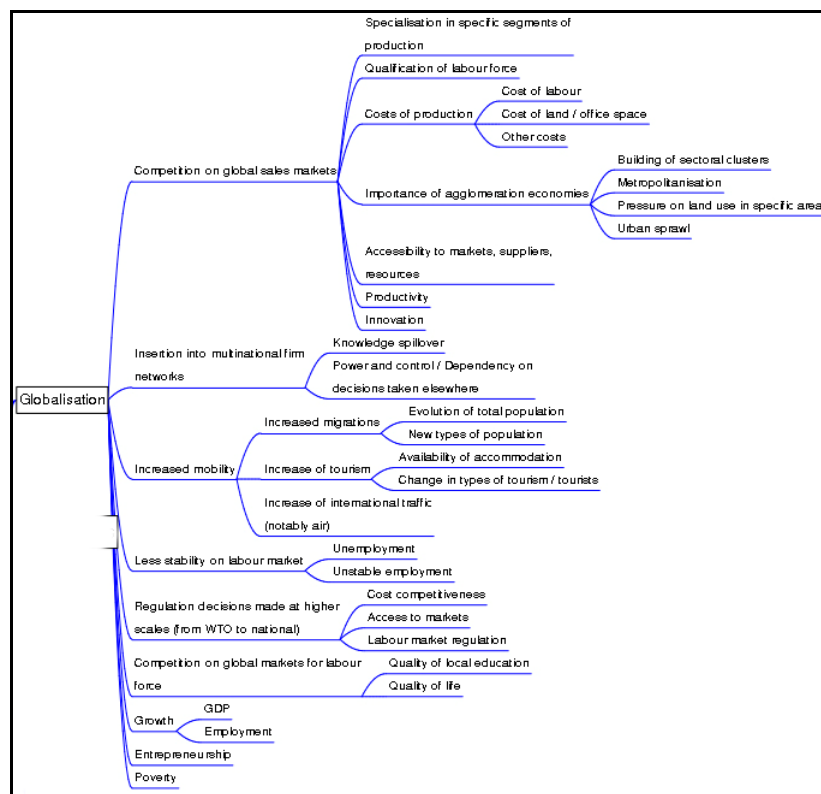 Globalisation
Competition on global sales markets
Specialisation in specific segments of
production
Qualification of labour force
Costs of production
Cost of labour
Cost of land / office space
Other costs
Importance of agglomeration economies
Building of sectoral clusters
Metropolitanisation
Pressure on land use in specific area
Urban sprawl
Accessibility to markets, suppliers,
resources
Productivity
Innovation
Insertion into multinational firm
networks
Knowledge spillover
Power and control / Dependency on
decisions taken elsewhere
Increased mobility
Increased migrations
Evolution of total population
New types of population
Increase of tourism
Availability of accommodation
Change in types of tourism / tourists
Increase of international traffic
(notably air)
Less stability on labour market
Unemployment
Unstable employment
Regulation decisions made at higher
scales (from WTO to national)
Cost competitiveness
Access to markets
Labour market regulation
Competition on global markets for labour
force
Quality of local education
Quality of life
Growth
GDP
Employment
Entrepreneurship
Poverty